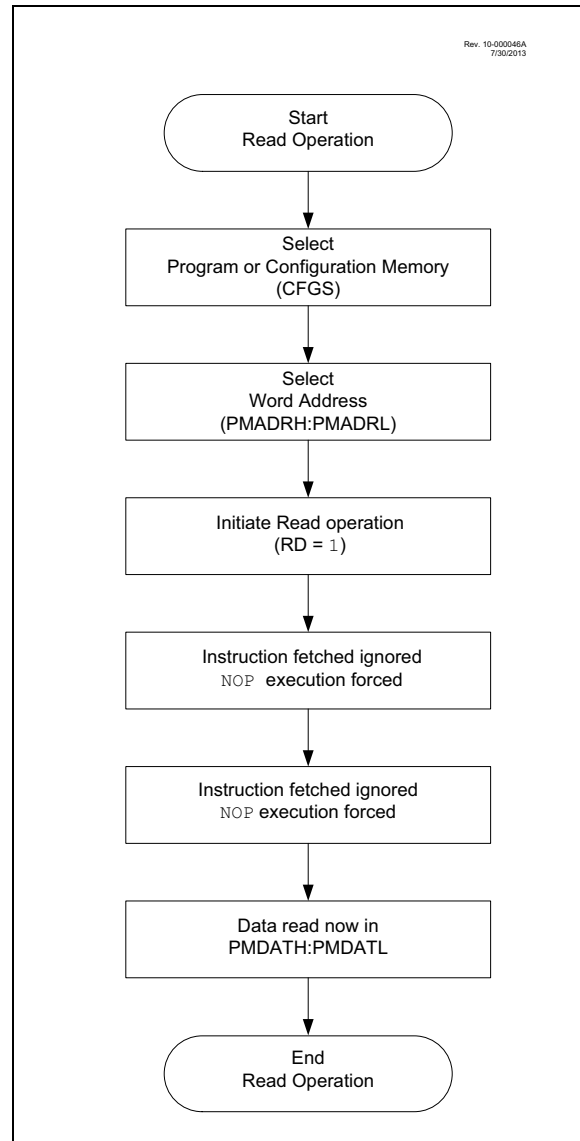 Rev. 10-000046A
7/30/2013
Start
Read Operation
Select
Program or Configuration Memory
(CFGS)
Select
Word Address
(PMADRH:PMADRL)
Initiate Read operation
(RD = 1)
Instruction fetched ignored
NOP execution forced
Instruction fetched ignored
NOP execution forced
Data read now in
PMDATH:PMDATL
End
Read Operation